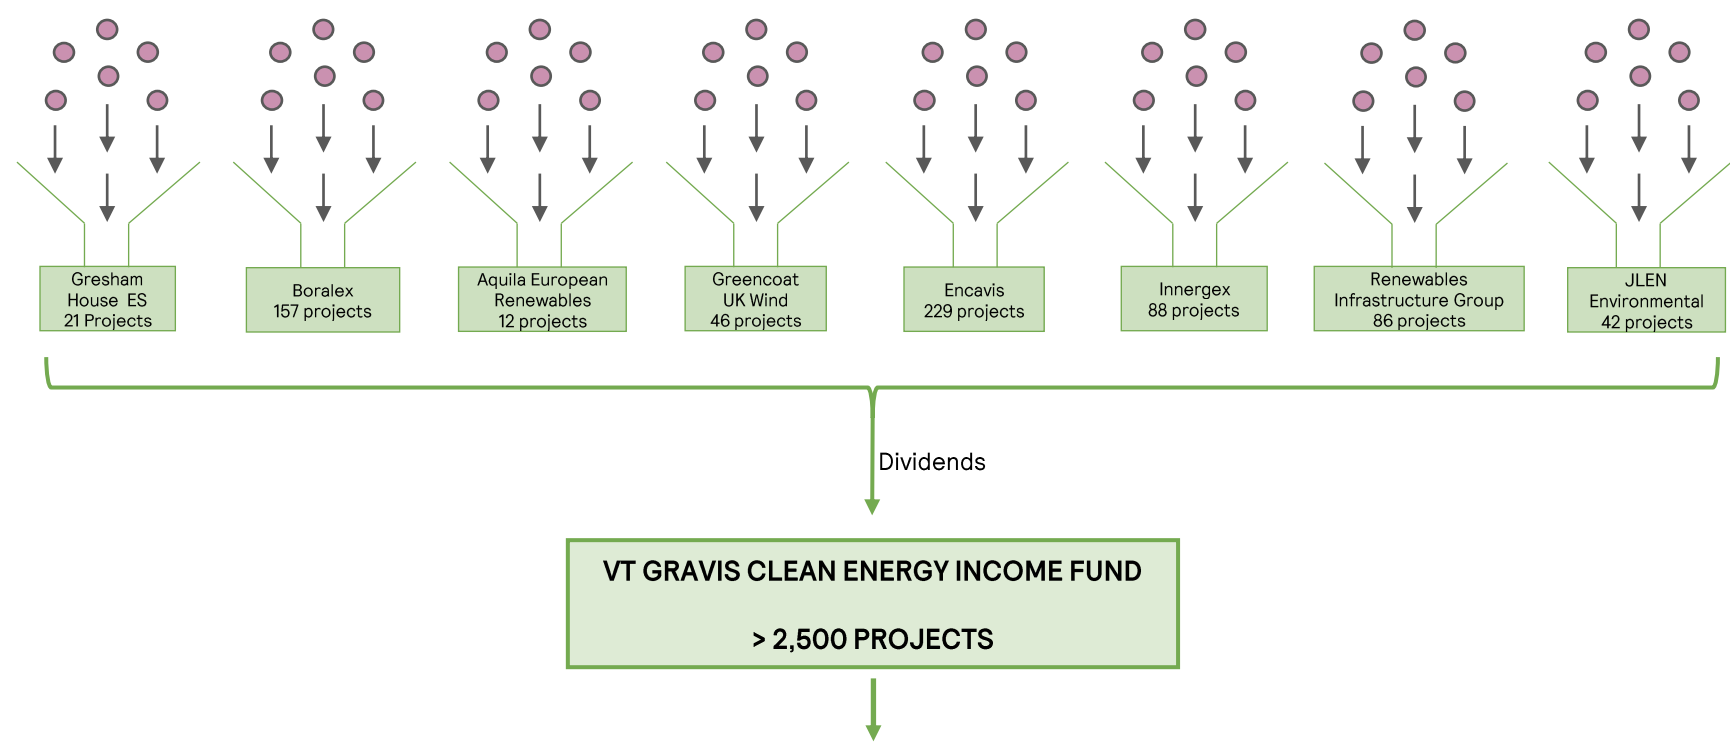 Gresham
House ES
21 Projects
Boralex
157 projects
Aquila European
Renewables
12 projects
Greencoat
UK Wind
46 projects
Encavis
229 projects
Innergex
88 projects
Renewables
Infrastructure Group
86 projects
JLEN
Environmental
42 projects
Dividends
VT GRAVIS CLEAN ENERGY INCOME FUND
> 2,500 PROJECTS